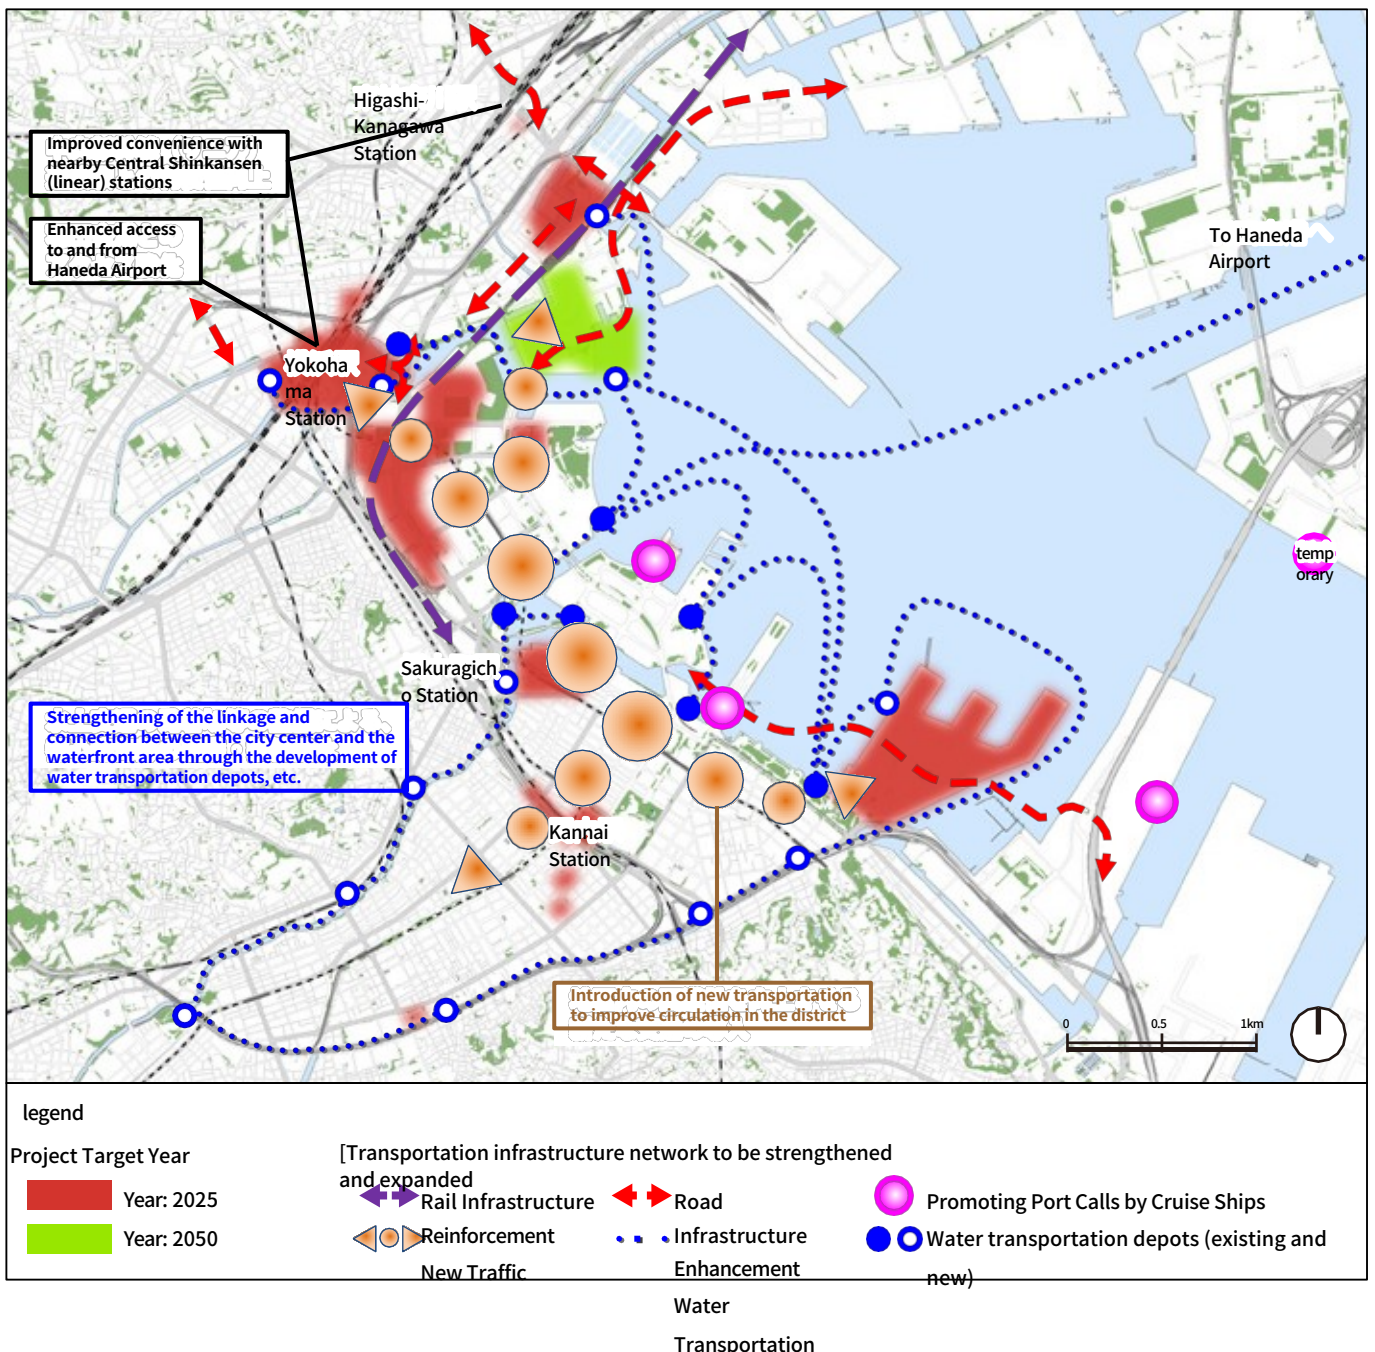 Higashi-
Kanagawa
Station
Improved convenience with
nearby Central Shinkansen
(linear) stations
Enhanced access
to and from
Haneda Airport
To Haneda
Airport
Yokoha
ma
Station
temp
orary
Sakuragich
o Station
Strengthening of the linkage and
connection between the city center and the
waterfront area through the development of
water transportation depots, etc.
Kannai
Station
Introduction of new transportation
to improve circulation in the district
0 0.5 1km
legend
Project Target Year
Year: 2025
Year: 2050
[Transportation infrastructure network to be strengthened
and expanded
Rail Infrastructure
Reinforcement
New Traffic
Road
Infrastructure
Enhancement
Water
Transportation
Promoting Port Calls by Cruise Ships
Water transportation depots (existing and
new)